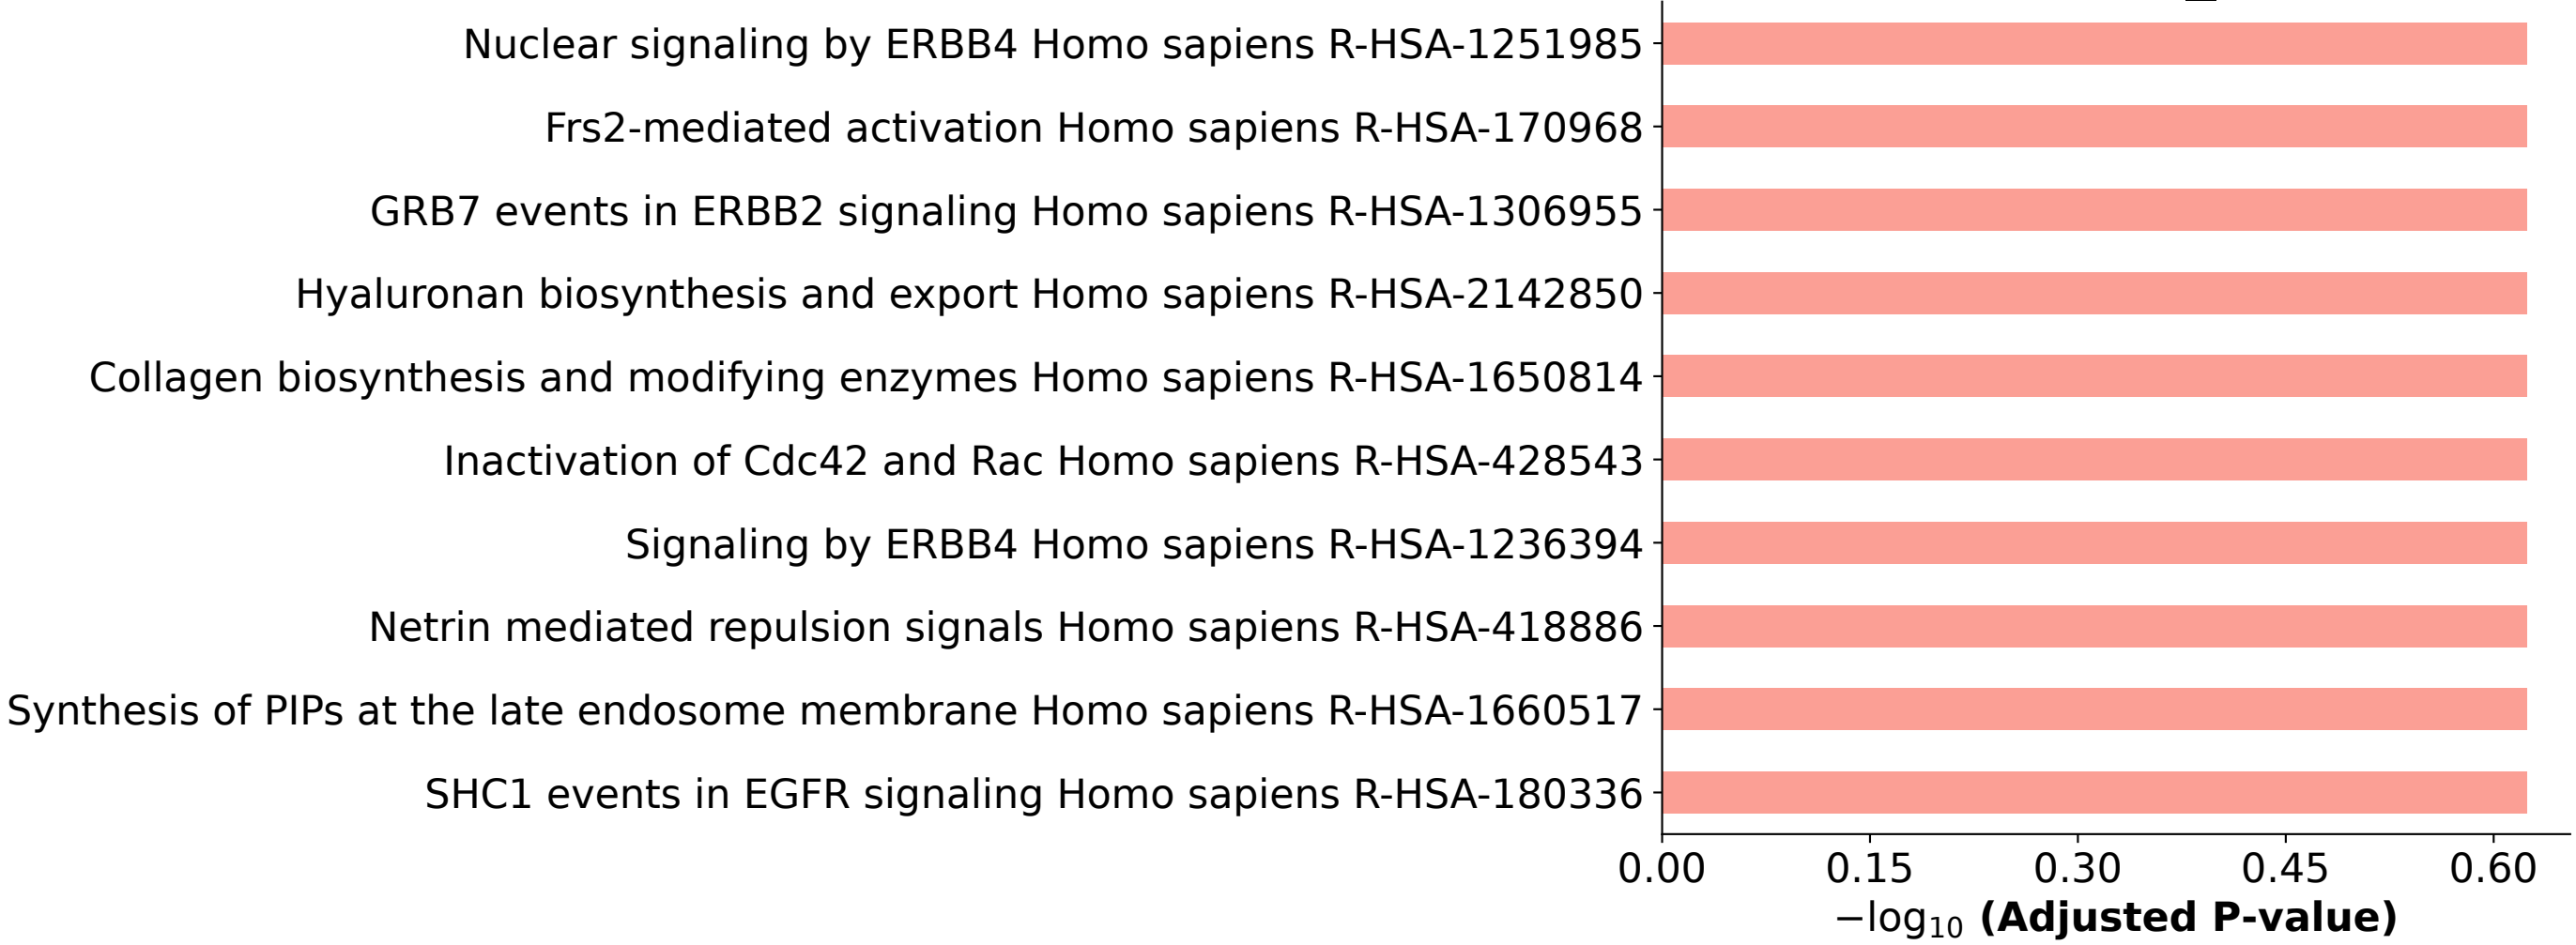 Nuclear signaling by ERBB4 Homo sapiens R-HSA-1251985
Frs2-mediated activation Homo sapiens R-HSA-170968
GRB7 events in ERBB2 signaling Homo sapiens R-HSA-1306955
Hyaluronan biosynthesis and export Homo sapiens R-HSA-2142850
Collagen biosynthesis and modifying enzymes Homo sapiens R-HSA-1650814
Inactivation of Cdc42 and Rac Homo sapiens R-HSA-428543
Signaling by ERBB4 Homo sapiens R-HSA-1236394
Netrin mediated repulsion signals Homo sapiens R-HSA-418886
Synthesis of PIPs at the late endosome membrane Homo sapiens R-HSA-1660517
SHC1 events in EGFR signaling Homo sapiens R-HSA-180336
0.00 0.15 0.30 0.45 0.60
−log₁₀ (Adjusted P-value)